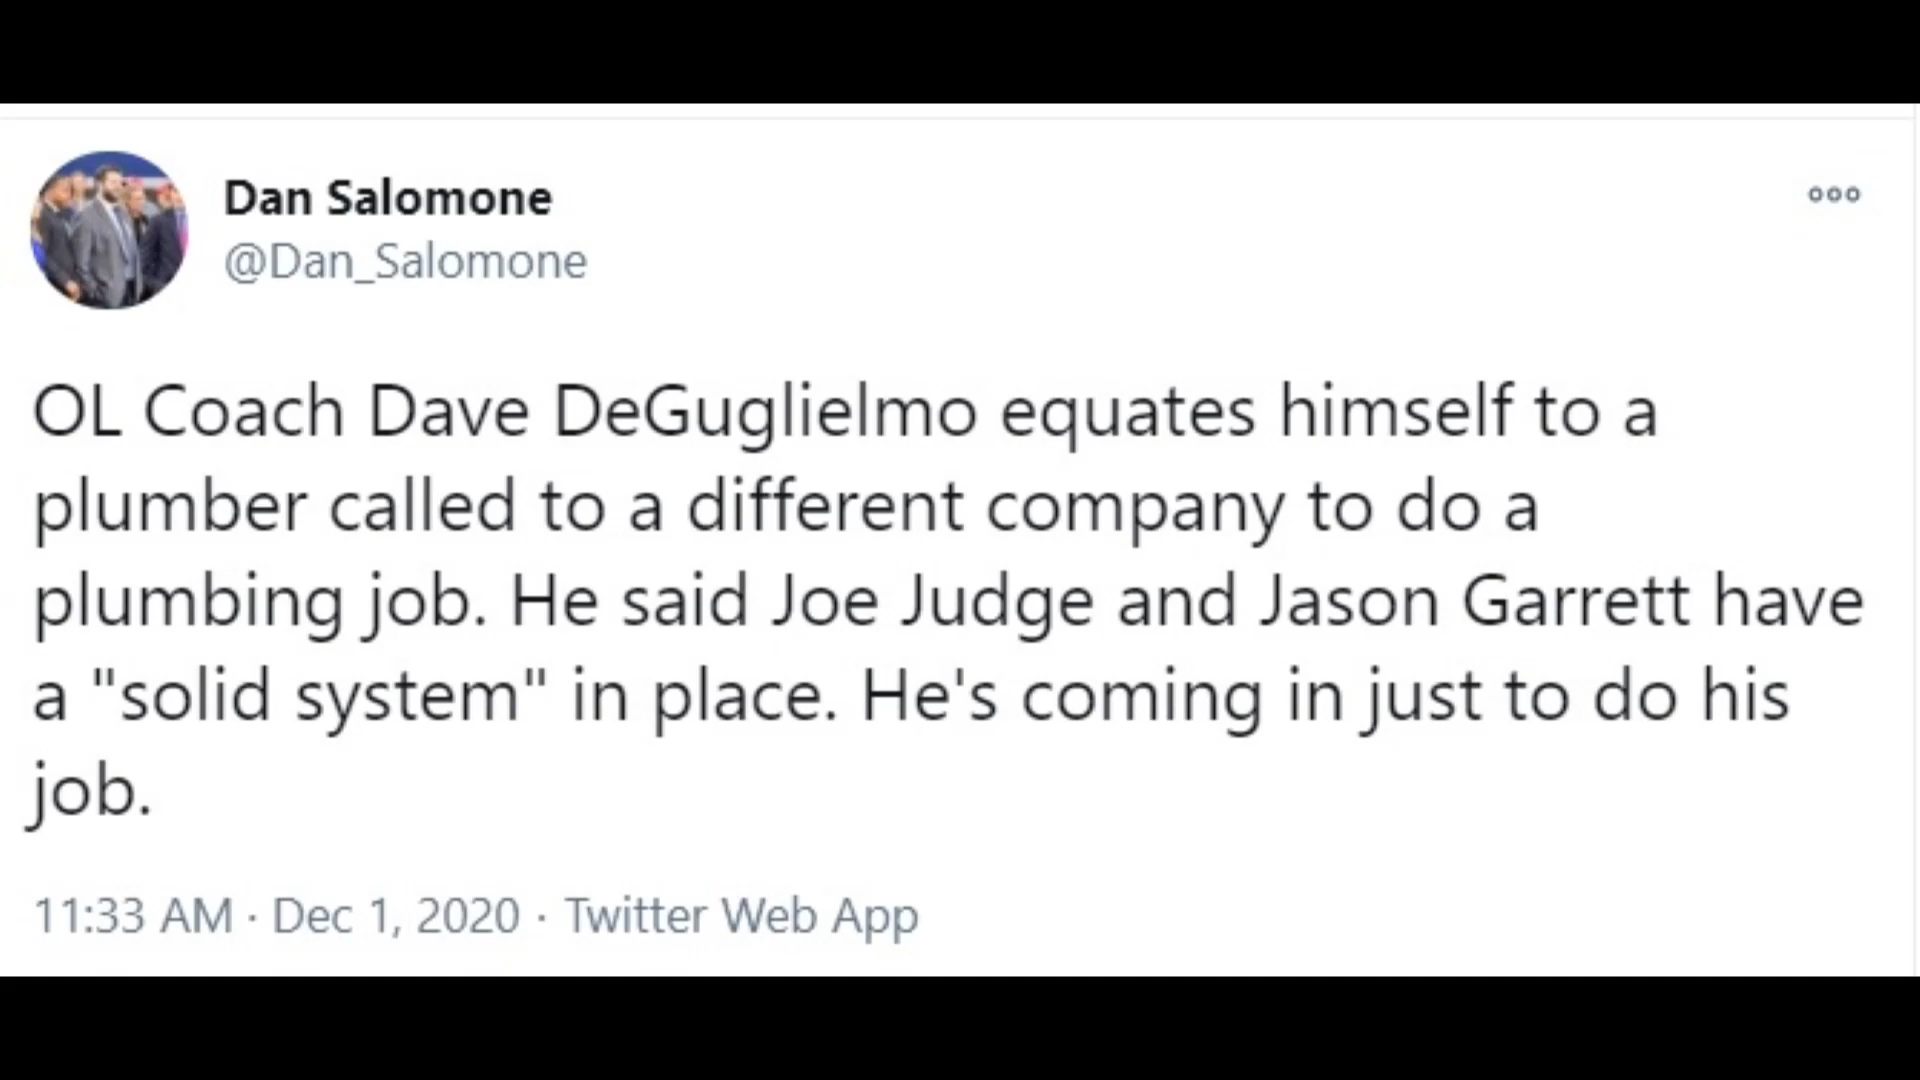 Dan Salomone
@Dan_Salomone
OL Coach Dave DeGuglielmo equates himself to a
plumber called to a different company to do a
plumbing job. He said Joe Judge and Jason Garrett have
a "solid system" in place. He's coming in just to do his
job.
11:33 AM · Dec 1, 2020 · Twitter Web App